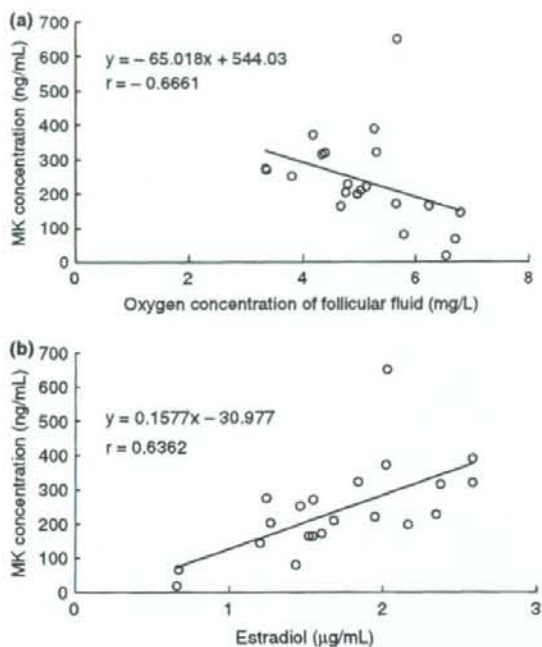 (a)
700
600
500
400
300
200
100
0
MK concentration (ng/mL)
y = – 65.018x + 544.03
r = – 0.6661
0 2 4 6 8
Oxygen concentration of follicular fluid (mg/L)
(b)
700
600
500
400
300
200
100
0
MK concentration (ng/mL)
y = 0.1577x – 30.977
r = 0.6362
0 1 2 3
Estradiol (µg/mL)